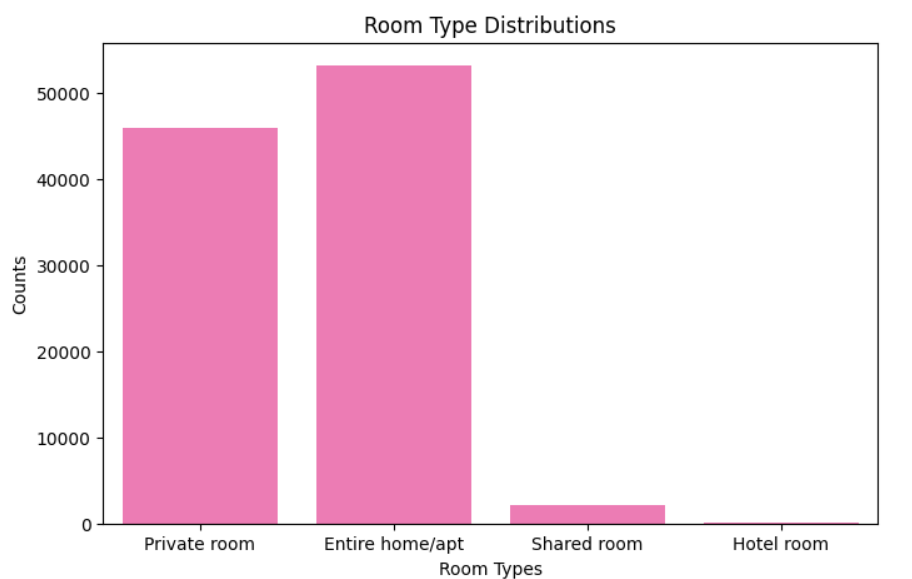 Room Type Distributions
Counts
50000
40000
30000
20000
10000
0
Private room Entire home/apt Shared room Hotel room
Room Types